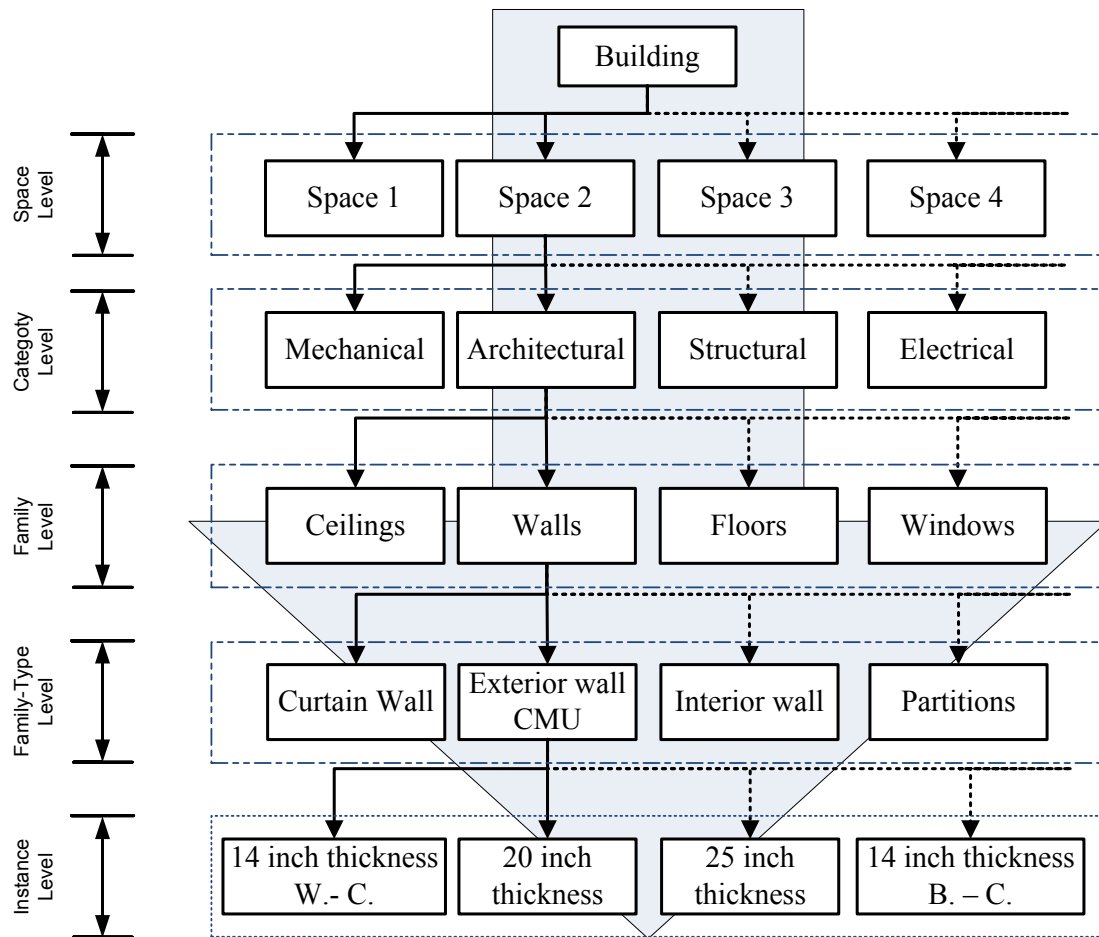 Building
Space Level
Space 1
Space 2
Space 3
Space 4
Categoty Level
Mechanical
Architectural
Structural
Electrical
Family Level
Ceilings
Walls
Floors
Windows
Family-Type Level
Curtain Wall
Exterior wall
CMU
Interior wall
Partitions
Instance Level
14 inch thickness
W.- C.
20 inch
thickness
25 inch
thickness
14 inch thickness
B. – C.